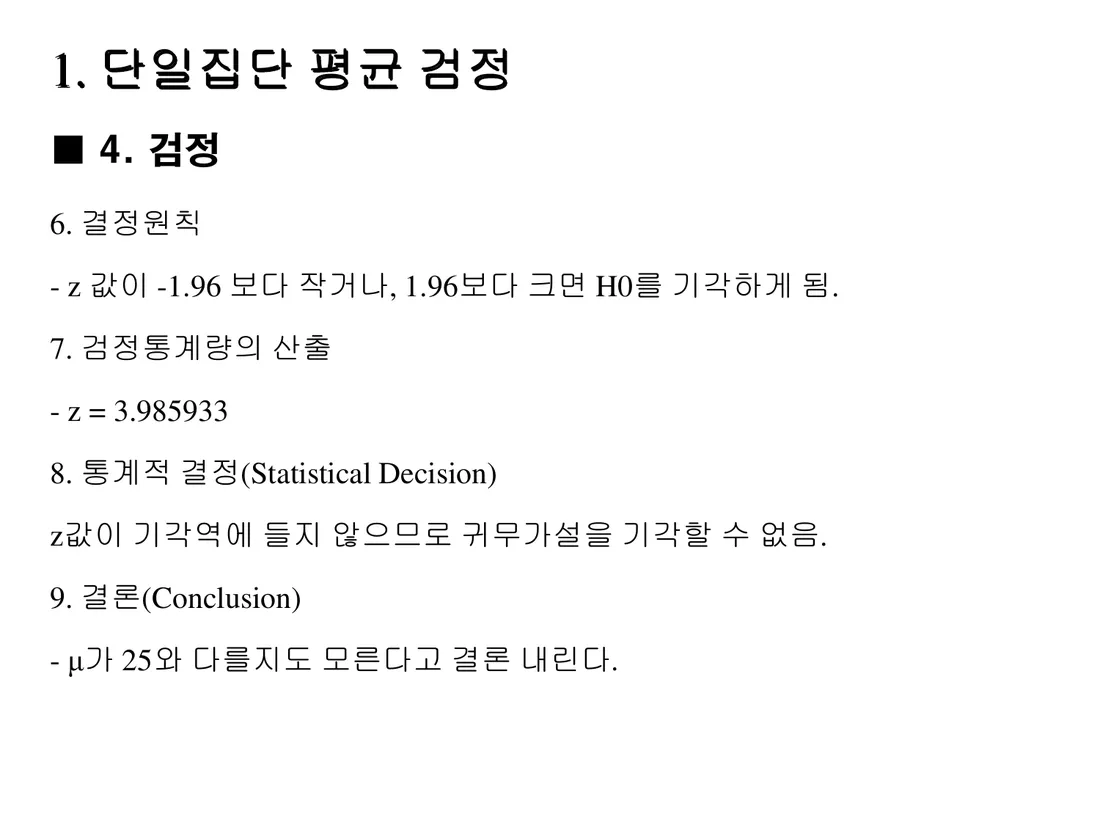 1. 단일집단 평균 검정
■ 4. 검정
6. 결정원칙
- z 값이 -1.96 보다 작거나, 1.96보다 크면 H0를 기각하게 됨.
7. 검정통계량의 산출
- z = 3.985933
8. 통계적 결정(Statistical Decision)
z값이 기각역에 들지 않으므로 귀무가설을 기각할 수 없음.
9. 결론(Conclusion)
- μ가 25와 다를지도 모른다고 결론 내린다.